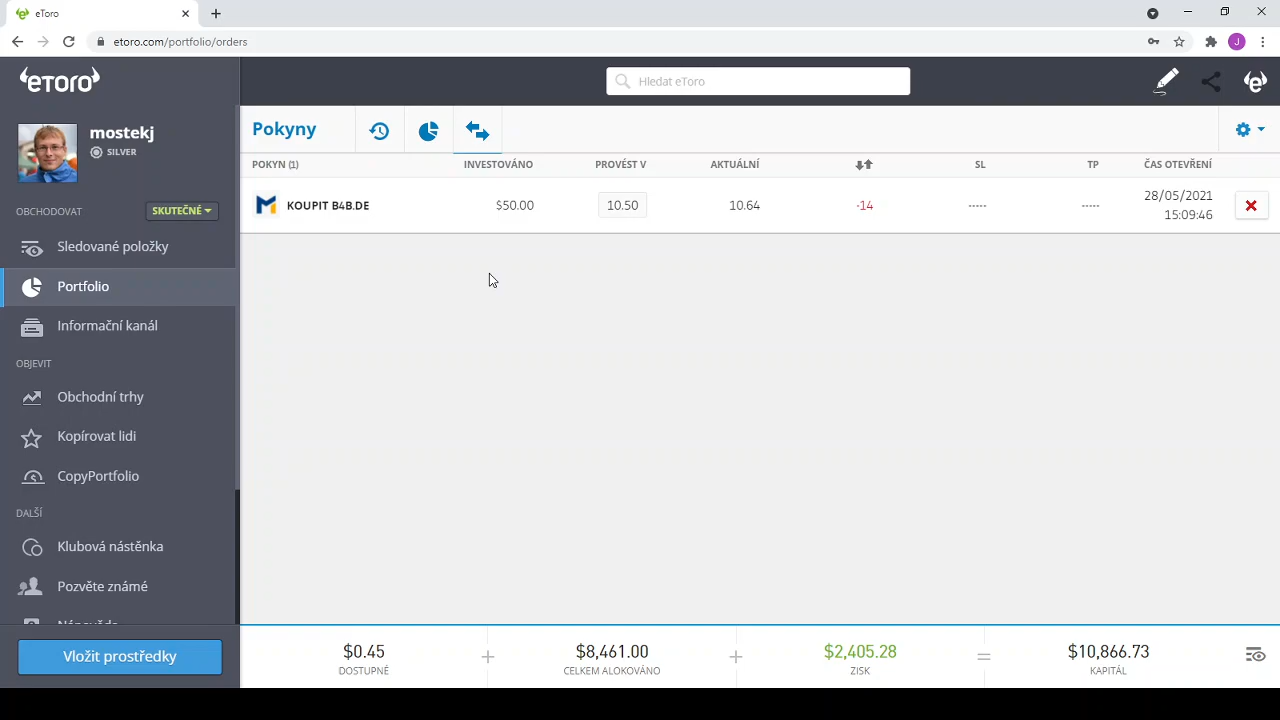 eToro
etoro.com/portfolio/orders
J
eTORO
Hledat eToro
mostekj
SILVER
OBCHODOVAT
SKUTEČNÉ
Sledované položky
Portfolio
Informační kanál
OBJEVIT
Obchodní trhy
Kopírovat lidi
CopyPortfolio
DALŠÍ
Klubová nástěnka
Pozvěte známé
Nápověda
Vložit prostředky
Pokyny
POKYN (1) INVESTOVÁNO PROVÉST V AKTUÁLNÍ SL TP ČAS OTEVŘENÍ
KOUPIT B4B.DE $50.00 10.50 10.64 -14 ----- ----- 28/05/2021
15:09:46
$0.45 + $8,461.00 + $2,405.28 = $10,866.73
DOSTUPNÉ CELKEM ALOKOVÁNO ZISK KAPITÁL